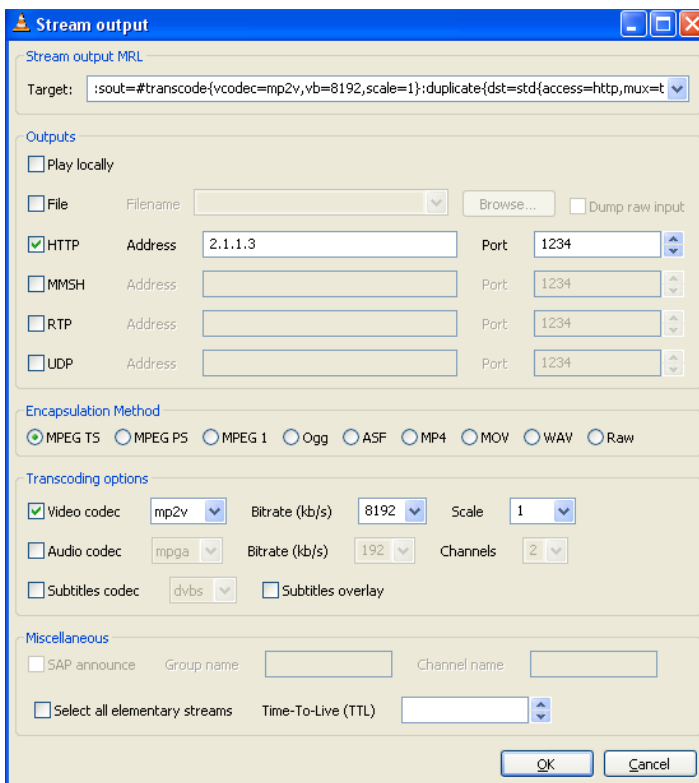 Stream output
Stream output MRL
Target: :sout=#transcode{vcodec=mp2v,vb=8192,scale=1}:duplicate{dst=std{access=http,mux=t
Outputs
Play locally
File Filename Browse... Dump raw input
HTTP Address 2.1.1.3 Port 1234
MMSH Address Port 1234
RTP Address Port 1234
UDP Address Port 1234
Encapsulation Method
MPEG TS MPEG PS MPEG 1 Ogg ASF MP4 MOV WAV Raw
Transcoding options
Video codec mp2v Bitrate (kb/s) 8192 Scale 1
Audio codec mpga Bitrate (kb/s) 192 Channels 2
Subtitles codec dvbs Subtitles overlay
Miscellaneous
SAP announce Group name Channel name
Select all elementary streams Time-To-Live (TTL)
OK Cancel